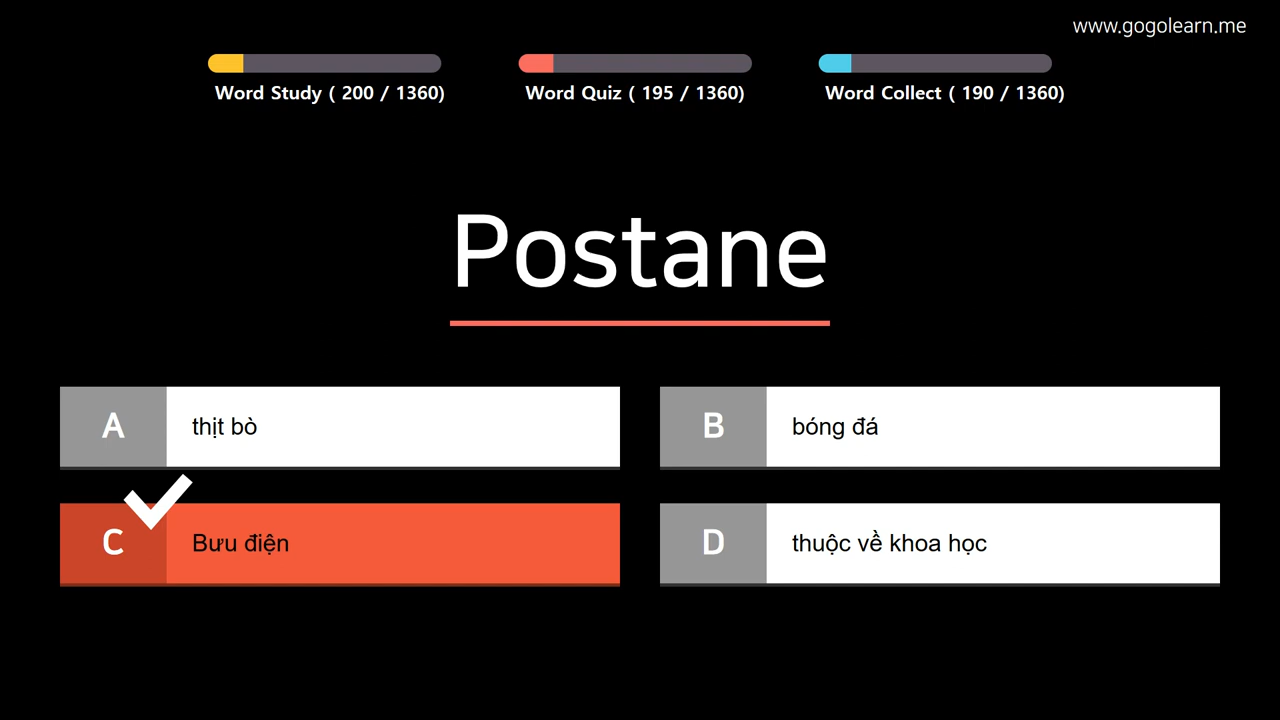 www.gogolearn.me
Word Study ( 200 / 1360)
Word Quiz ( 195 / 1360)
Word Collect ( 190 / 1360)
Postane
A
thịt bò
B
bóng đá
C
Bưu điện
D
thuộc về khoa học